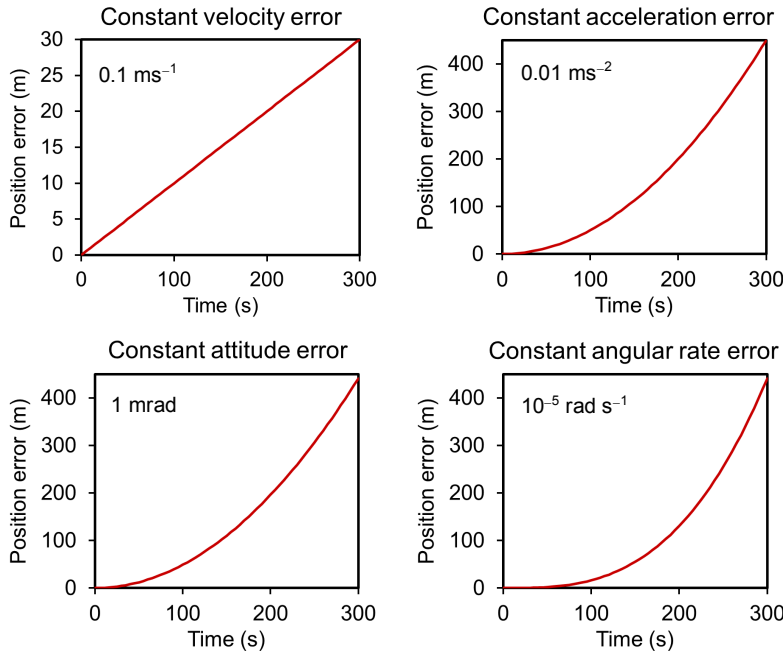 Constant velocity error
30
25
20
15
10
5
0
0.1 ms⁻¹
Position error (m)
0 100 200 300
Time (s)
Constant acceleration error
400
300
200
100
0
0.01 ms⁻²
Position error (m)
0 100 200 300
Time (s)
Constant attitude error
400
300
200
100
0
1 mrad
Position error (m)
0 100 200 300
Time (s)
Constant angular rate error
400
300
200
100
0
10⁻⁵ rad s⁻¹
Position error (m)
0 100 200 300
Time (s)